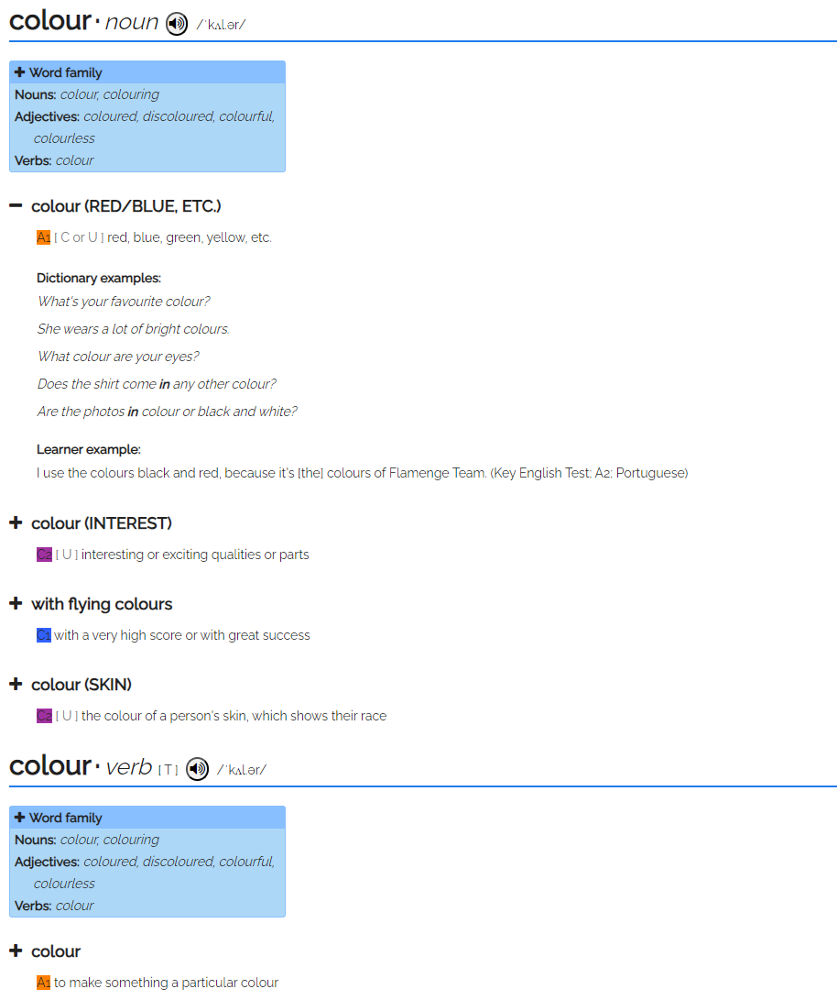 colour · noun /ˈkʌl.ər/
Word family
Nouns: colour, colouring
Adjectives: coloured, discoloured, colourful,
colourless
Verbs: colour
colour (RED/BLUE, ETC.)
A1 [ C or U ] red, blue, green, yellow, etc.
Dictionary examples:
What's your favourite colour?
She wears a lot of bright colours.
What colour are your eyes?
Does the shirt come in any other colour?
Are the photos in colour or black and white?
Learner example:
I use the colours black and red, because it's [the] colours of Flamenge Team. (Key English Test; A2; Portuguese)
colour (INTEREST)
C2 [ U ] interesting or exciting qualities or parts
with flying colours
C1 with a very high score or with great success
colour (SKIN)
C2 [ U ] the colour of a person's skin, which shows their race
colour · verb [ T ] /ˈkʌl.ər/
Word family
Nouns: colour, colouring
Adjectives: coloured, discoloured, colourful,
colourless
Verbs: colour
colour
A1 to make something a particular colour